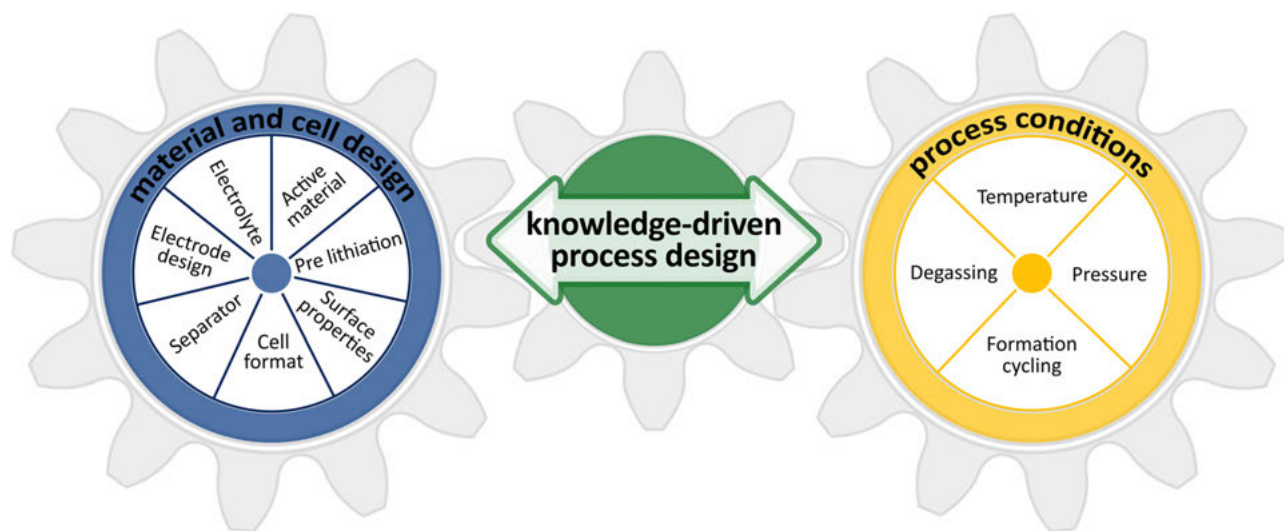 material and cell design
Electrolyte
Active
material
Electrode
design
Pre lithiation
Separator
Surface
properties
Cell
format
knowledge-driven
process design
process conditions
Temperature
Degassing
Pressure
Formation
cycling